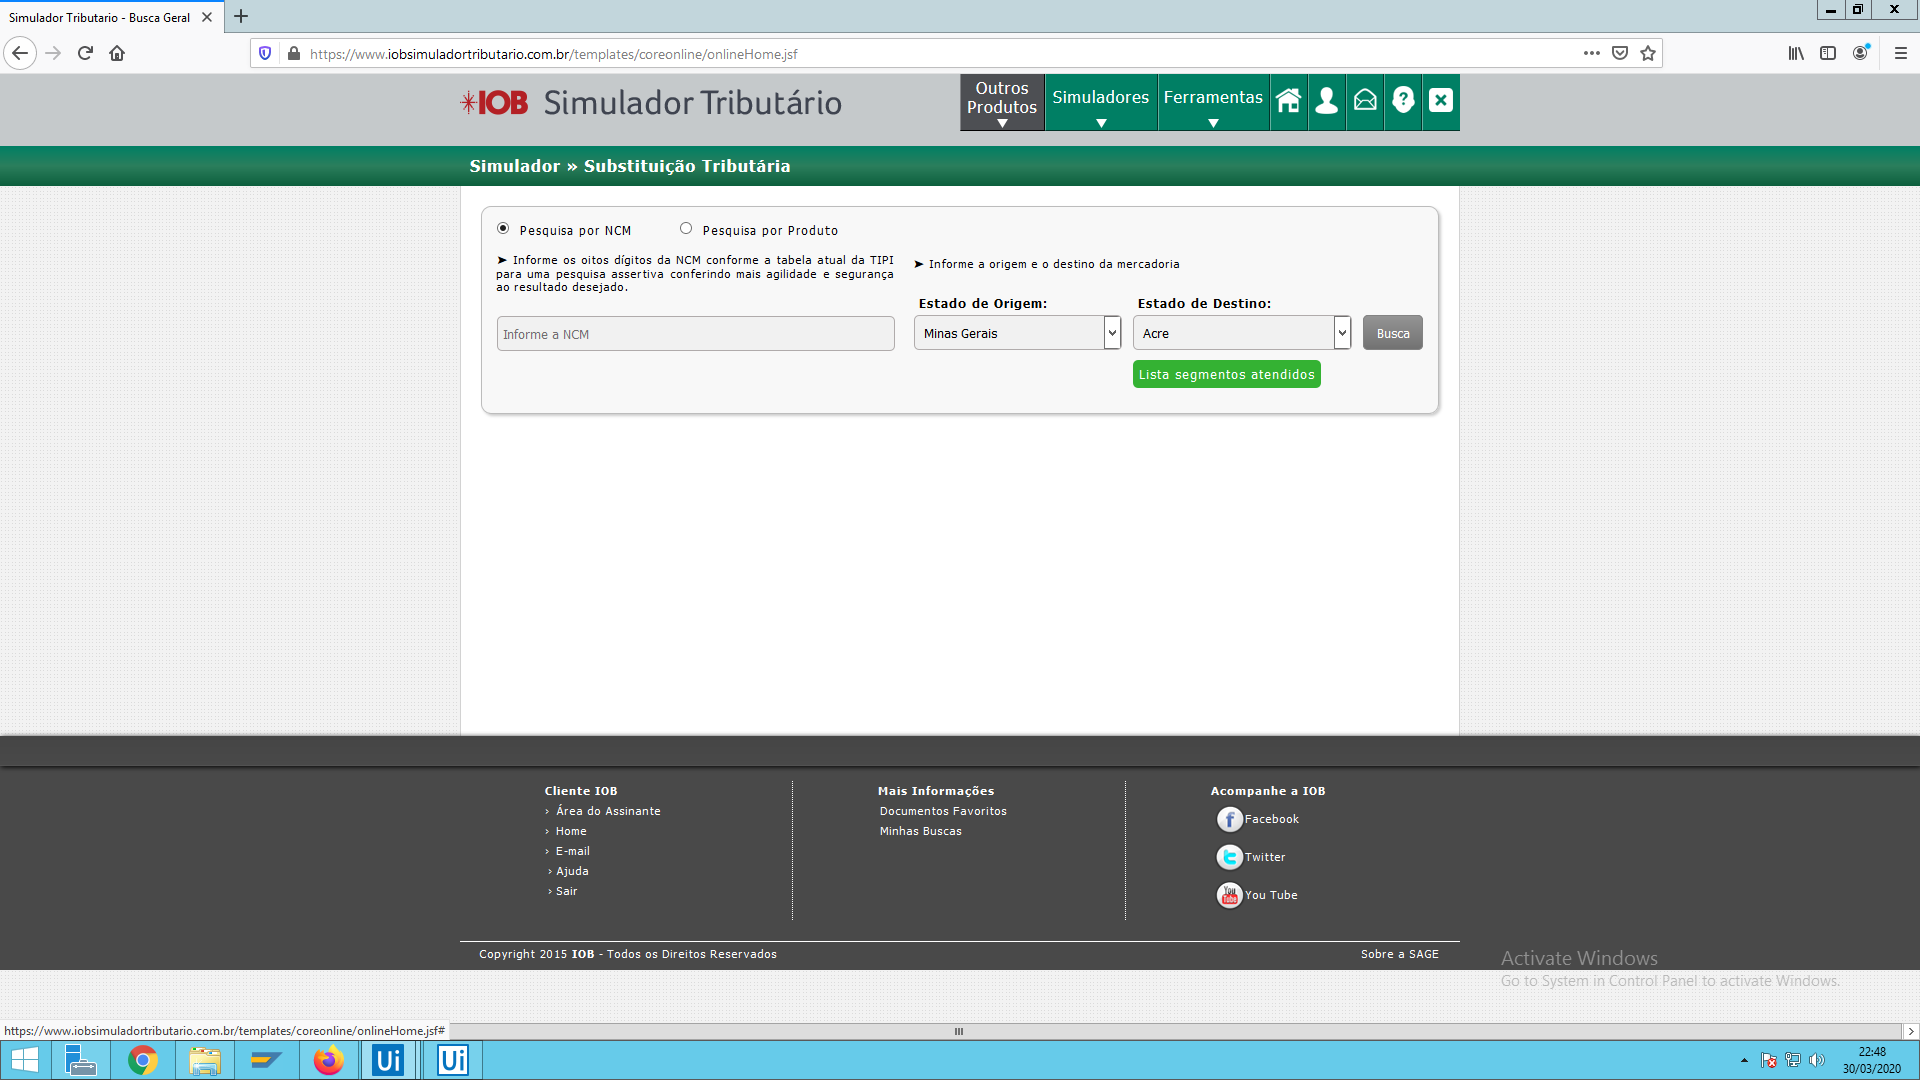 Simulador Tributario - Busca Geral
https://www.iobsimuladortributario.com.br/templates/coreonline/onlineHome.jsf
IOB Simulador Tributário
Outros Produtos
Simuladores
Ferramentas
Simulador » Substituição Tributária
Pesquisa por NCM
Pesquisa por Produto
➤ Informe os oitos dígitos da NCM conforme a tabela atual da TIPI
para uma pesquisa assertiva conferindo mais agilidade e segurança
ao resultado desejado.
➤ Informe a origem e o destino da mercadoria
Estado de Origem:
Estado de Destino:
Informe a NCM
Minas Gerais
Acre
Busca
Lista segmentos atendidos
Cliente IOB
› Área do Assinante
› Home
› E-mail
› Ajuda
› Sair
Mais Informações
Documentos Favoritos
Minhas Buscas
Acompanhe a IOB
Facebook
Twitter
You Tube
Copyright 2015 IOB - Todos os Direitos Reservados
Sobre a SAGE
Activate Windows
Go to System in Control Panel to activate Windows.
https://www.iobsimuladortributario.com.br/templates/coreonline/onlineHome.jsf#
Ui
Ui
22:48
30/03/2020